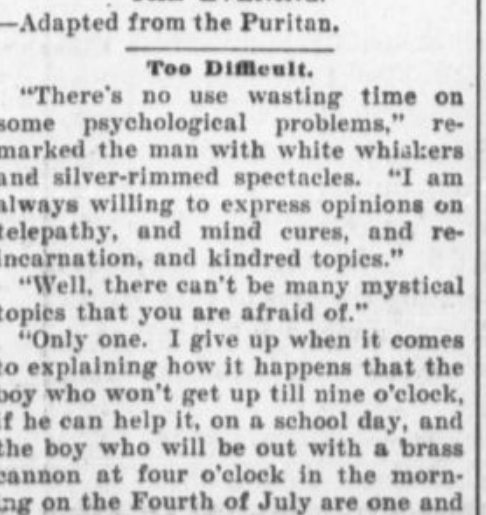 —Adapted from the Puritan.
Too Difficult.
"There's no use wasting time on
some psychological problems," re-
marked the man with white whiskers
and silver-rimmed spectacles. "I am
always willing to express opinions on
telepathy, and mind cures, and re-
incarnation, and kindred topics."
"Well, there can't be many mystical
topics that you are afraid of."
"Only one. I give up when it comes
to explaining how it happens that the
boy who won't get up till nine o'clock,
if he can help it, on a school day, and
the boy who will be out with a brass
cannon at four o'clock in the morn-
ing on the Fourth of July are one and